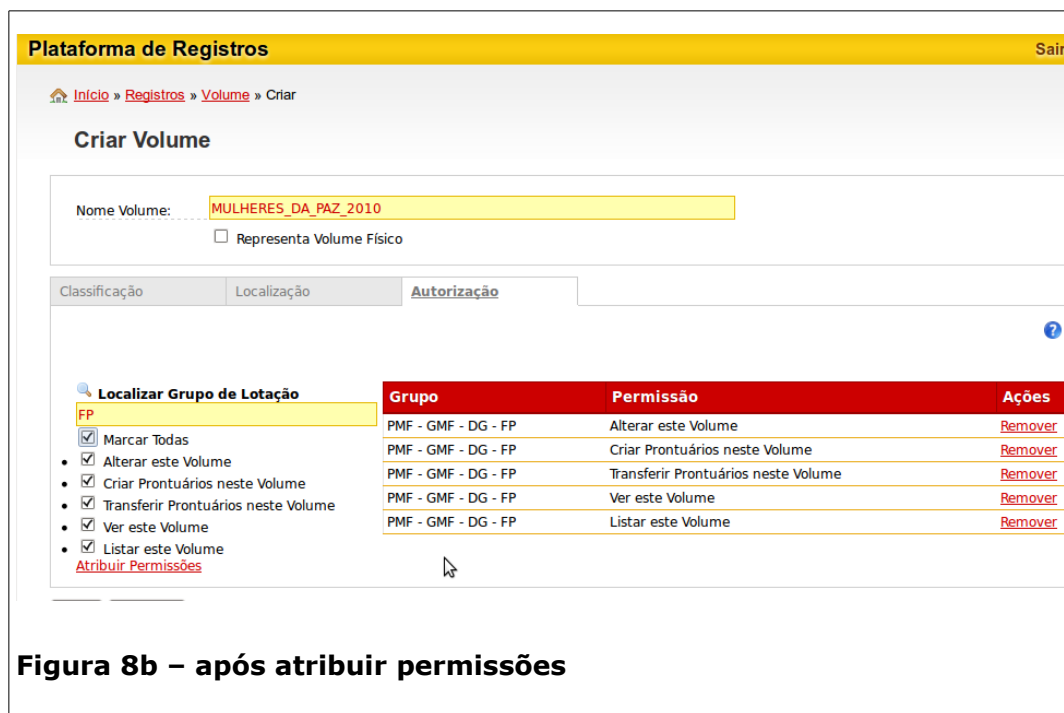 Plataforma de Registros Sair
Início » Registros » Volume » Criar
Criar Volume
Nome Volume: MULHERES_DA_PAZ_2010
Representa Volume Físico
Classificação Localização Autorização
Localizar Grupo de Lotação
FP
Marcar Todas
• Alterar este Volume
• Criar Prontuários neste Volume
• Transferir Prontuários neste Volume
• Ver este Volume
• Listar este Volume
Atribuir Permissões
Grupo Permissão Ações
PMF - GMF - DG - FP Alterar este Volume Remover
PMF - GMF - DG - FP Criar Prontuários neste Volume Remover
PMF - GMF - DG - FP Transferir Prontuários neste Volume Remover
PMF - GMF - DG - FP Ver este Volume Remover
PMF - GMF - DG - FP Listar este Volume Remover
Figura 8b – após atribuir permissões